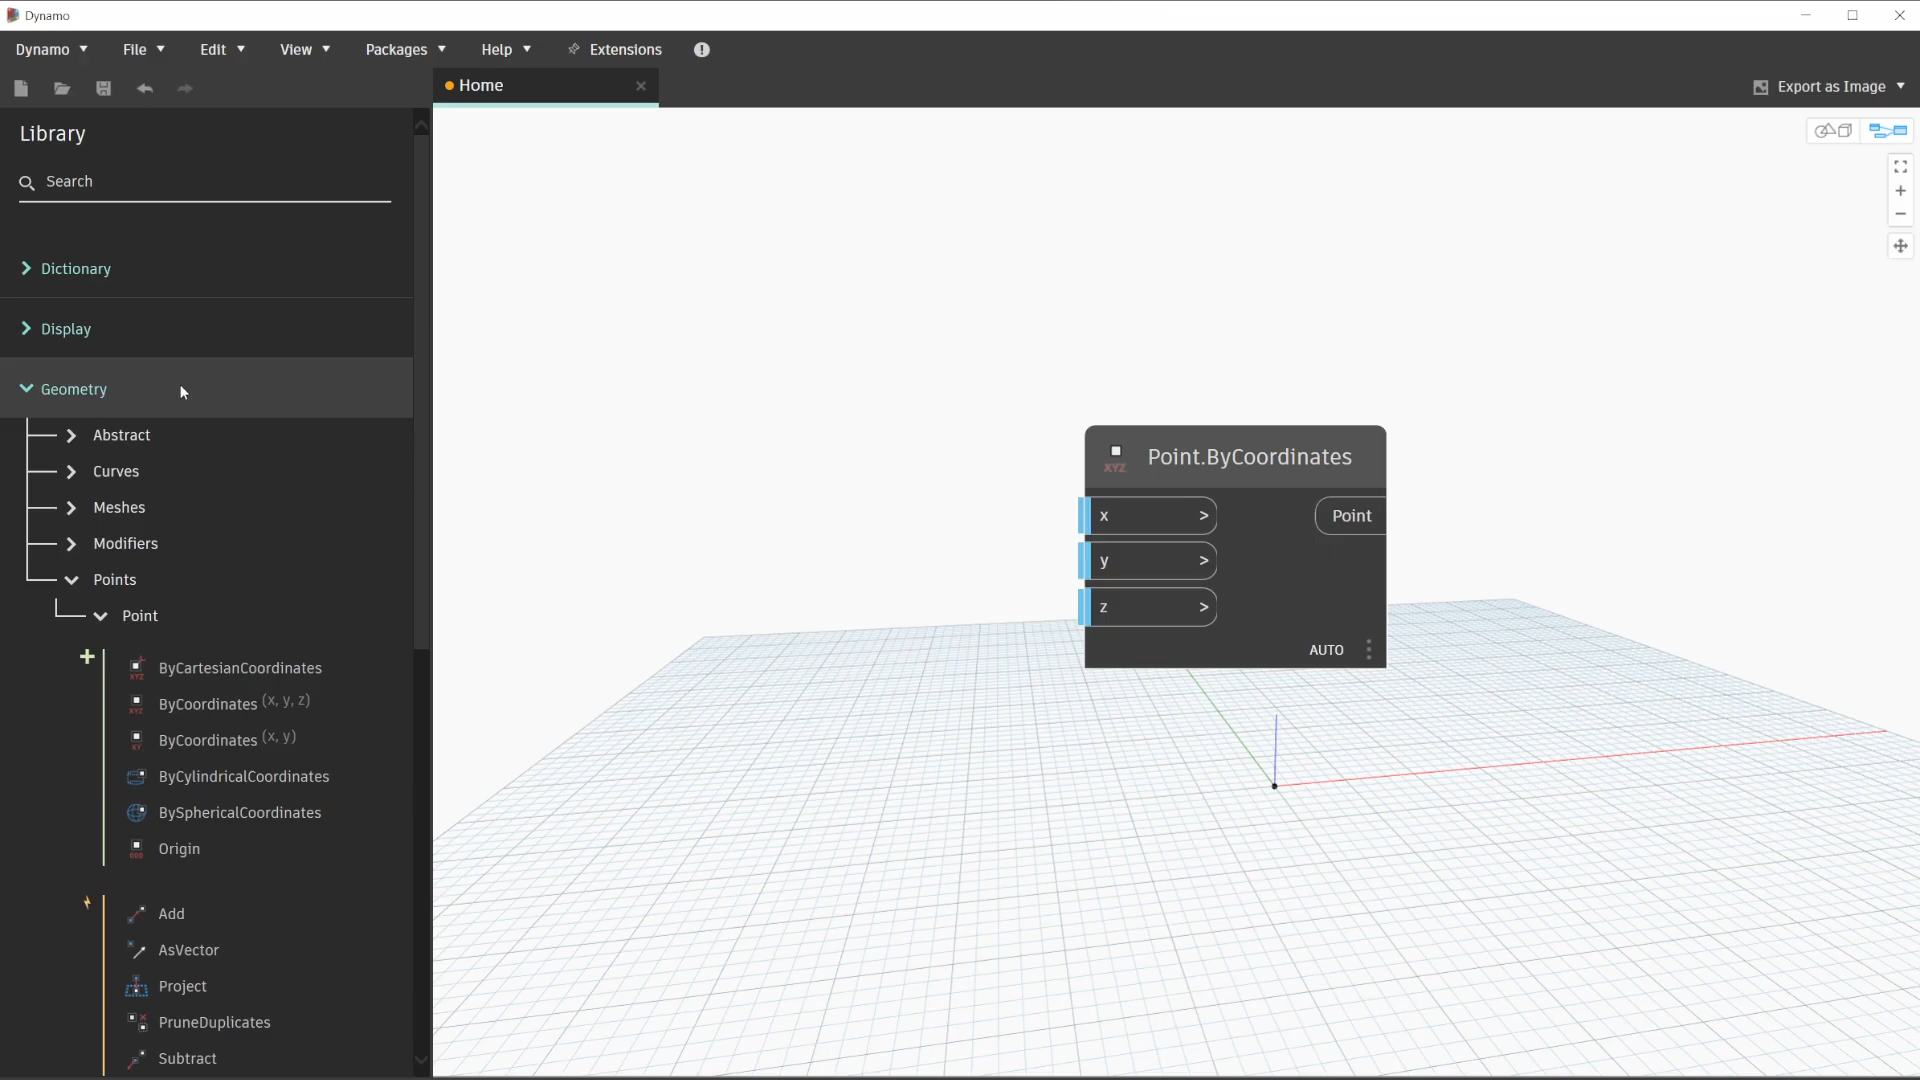 Dynamo
Dynamo File Edit View Packages Help Extensions
Home
Export as Image
Library
Search
Dictionary
Display
Geometry
Abstract
Curves
Meshes
Modifiers
Points
Point
ByCartesianCoordinates
ByCoordinates (x, y, z)
ByCoordinates (x, y)
ByCylindricalCoordinates
BySphericalCoordinates
Origin
Add
AsVector
Project
PruneDuplicates
Subtract
XYZ Point.ByCoordinates
x > Point
y >
z >
AUTO